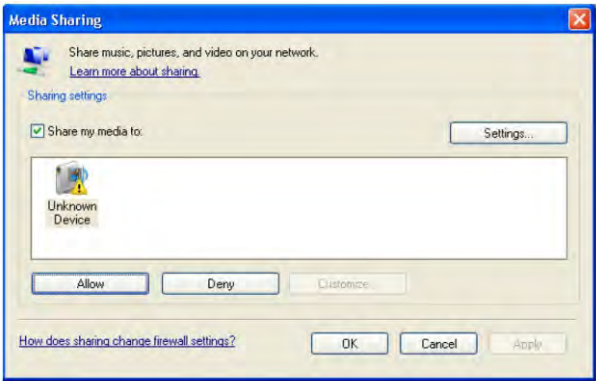 Media Sharing
Share music, pictures, and video on your network.
Learn more about sharing
Sharing settings
Share my media to:
Settings...
Unknown
Device
Allow
Deny
Customize...
How does sharing change firewall settings?
OK
Cancel
Apply